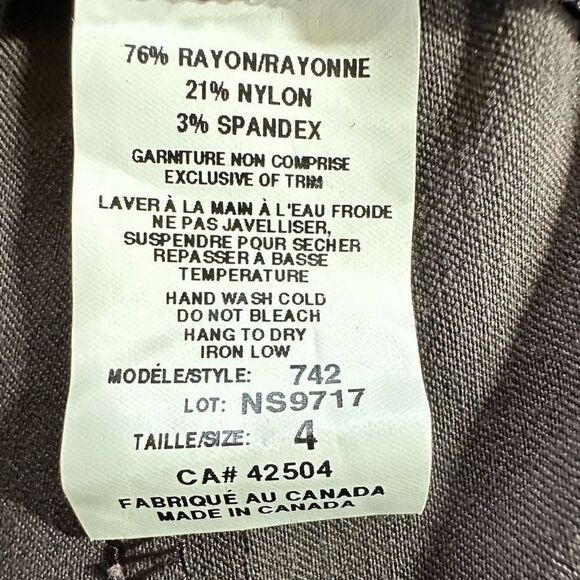 76% RAYON/RAYONNE
21% NYLON
3% SPANDEX
GARNITURE NON COMPRISE
EXCLUSIVE OF TRIM
LAVER À LA MAIN À L'EAU FROIDE
NE PAS JAVELLISER,
SUSPENDRE POUR SECHER
REPASSER À BASSE
TEMPERATURE
HAND WASH COLD
DO NOT BLEACH
HANG TO DRY
IRON LOW
MODÉLE/STYLE: 742
LOT: NS9717
TAILLE/SIZE: 4
CA# 42504
FABRIQUÉ AU CANADA
MADE IN CANADA